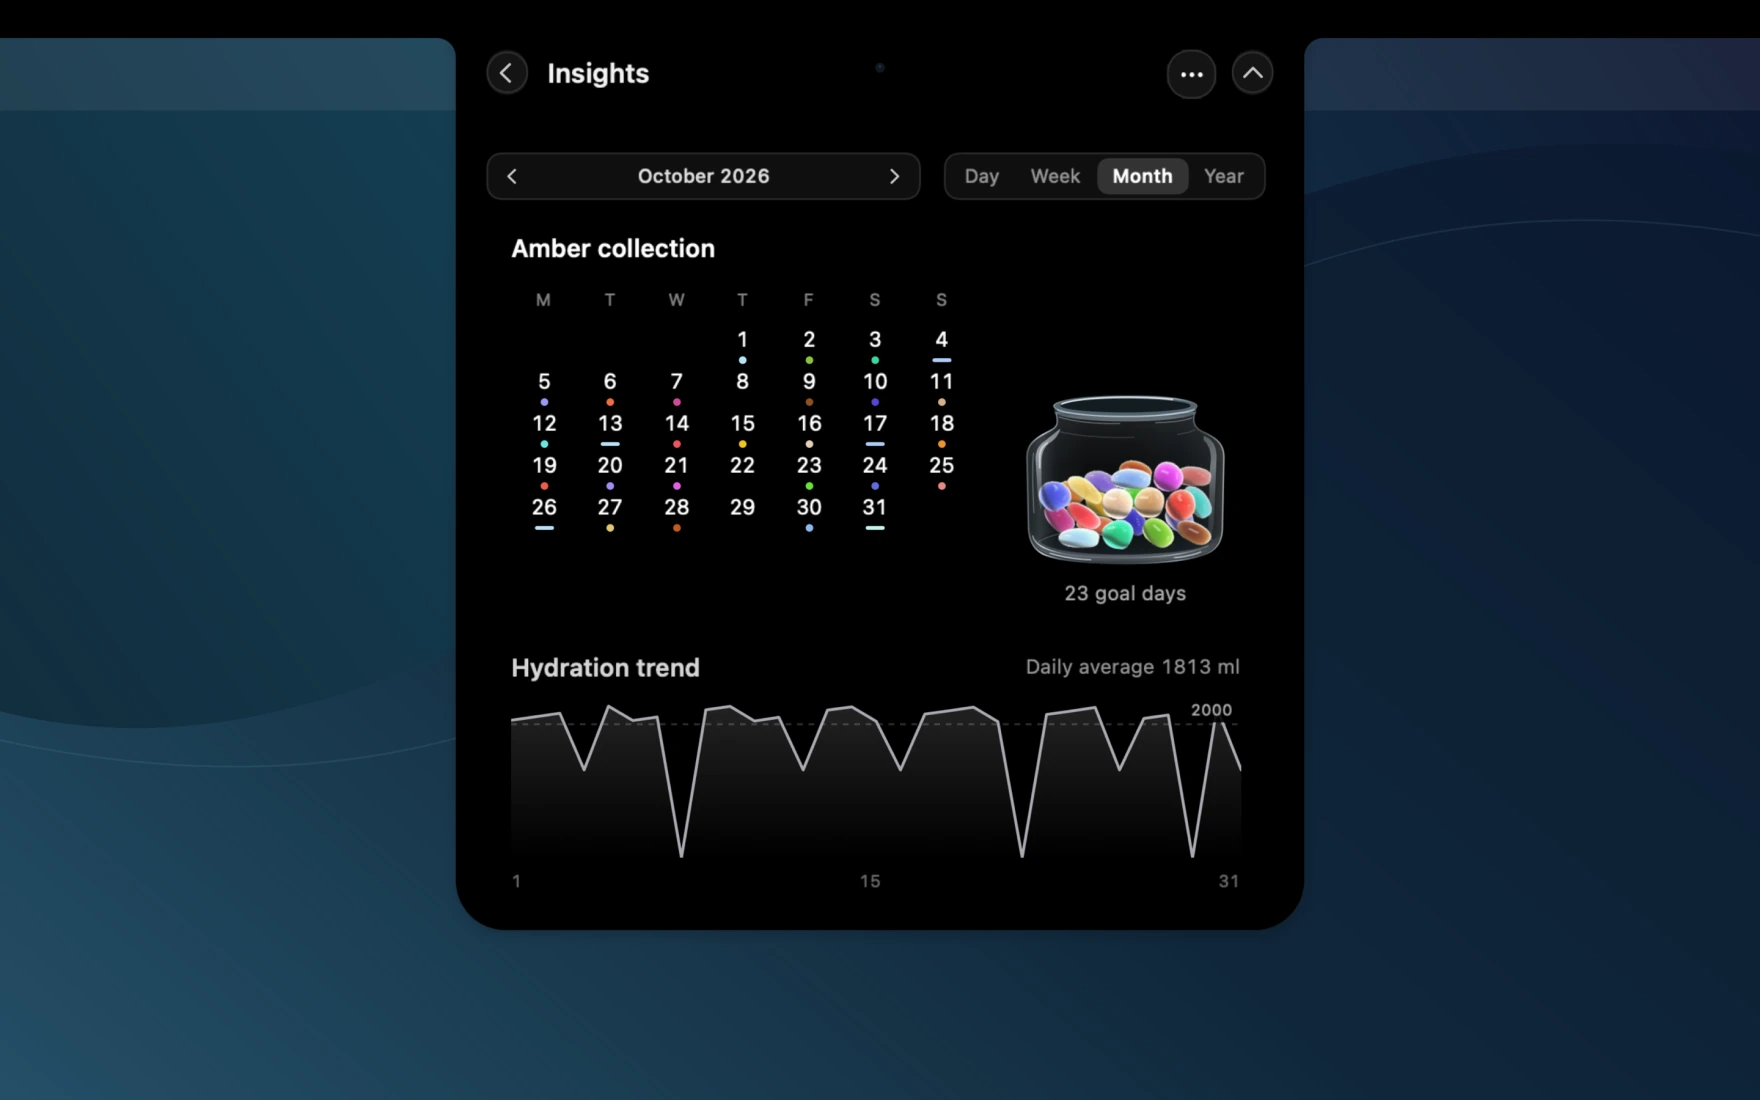 Insights
October 2026
Day Week Month Year
Amber collection
M T W T F S S
1 2 3 4
5 6 7 8 9 10 11
12 13 14 15 16 17 18
19 20 21 22 23 24 25
26 27 28 29 30 31
23 goal days
Hydration trend
Daily average 1813 ml
2000
1 15 31